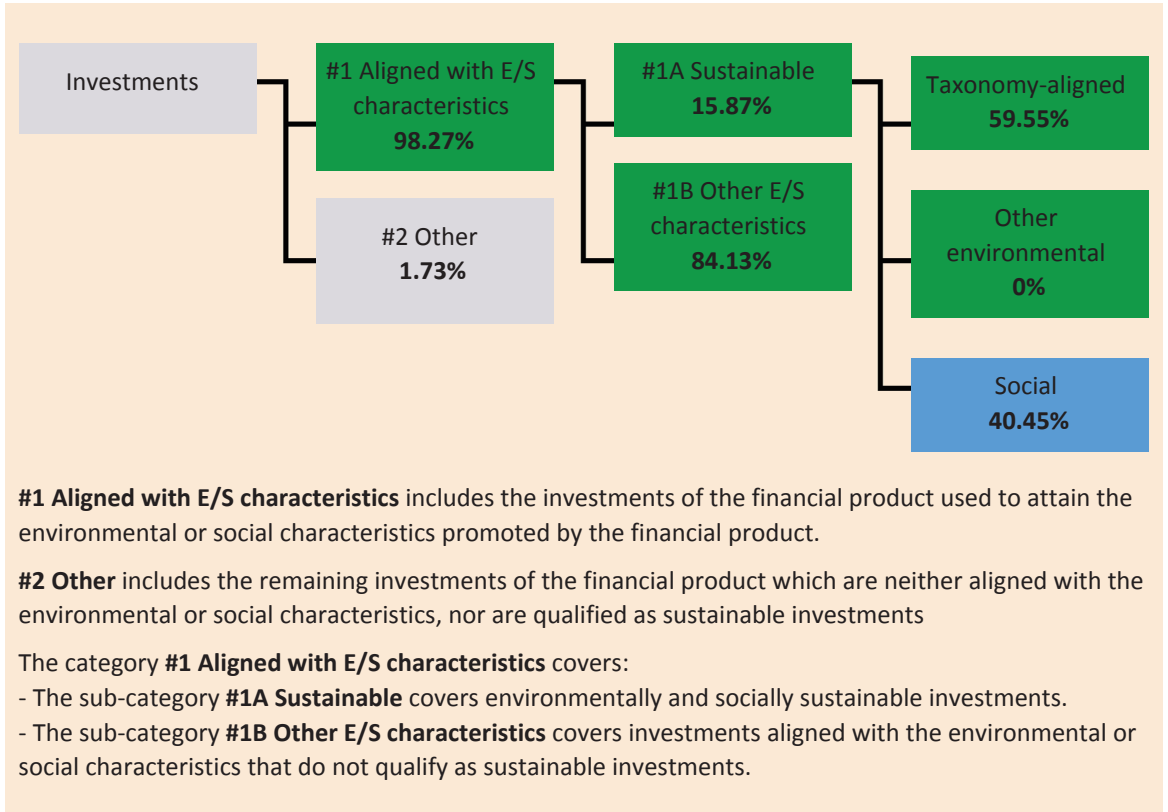 Investments
#1 Aligned with E/S
characteristics
98.27%
#2 Other
1.73%
#1A Sustainable
15.87%
#1B Other E/S
characteristics
84.13%
Taxonomy-aligned
59.55%
Other
environmental
0%
Social
40.45%
#1 Aligned with E/S characteristics includes the investments of the financial product used to attain the
environmental or social characteristics promoted by the financial product.
#2 Other includes the remaining investments of the financial product which are neither aligned with the
environmental or social characteristics, nor are qualified as sustainable investments
The category #1 Aligned with E/S characteristics covers:
- The sub-category #1A Sustainable covers environmentally and socially sustainable investments.
- The sub-category #1B Other E/S characteristics covers investments aligned with the environmental or
social characteristics that do not qualify as sustainable investments.